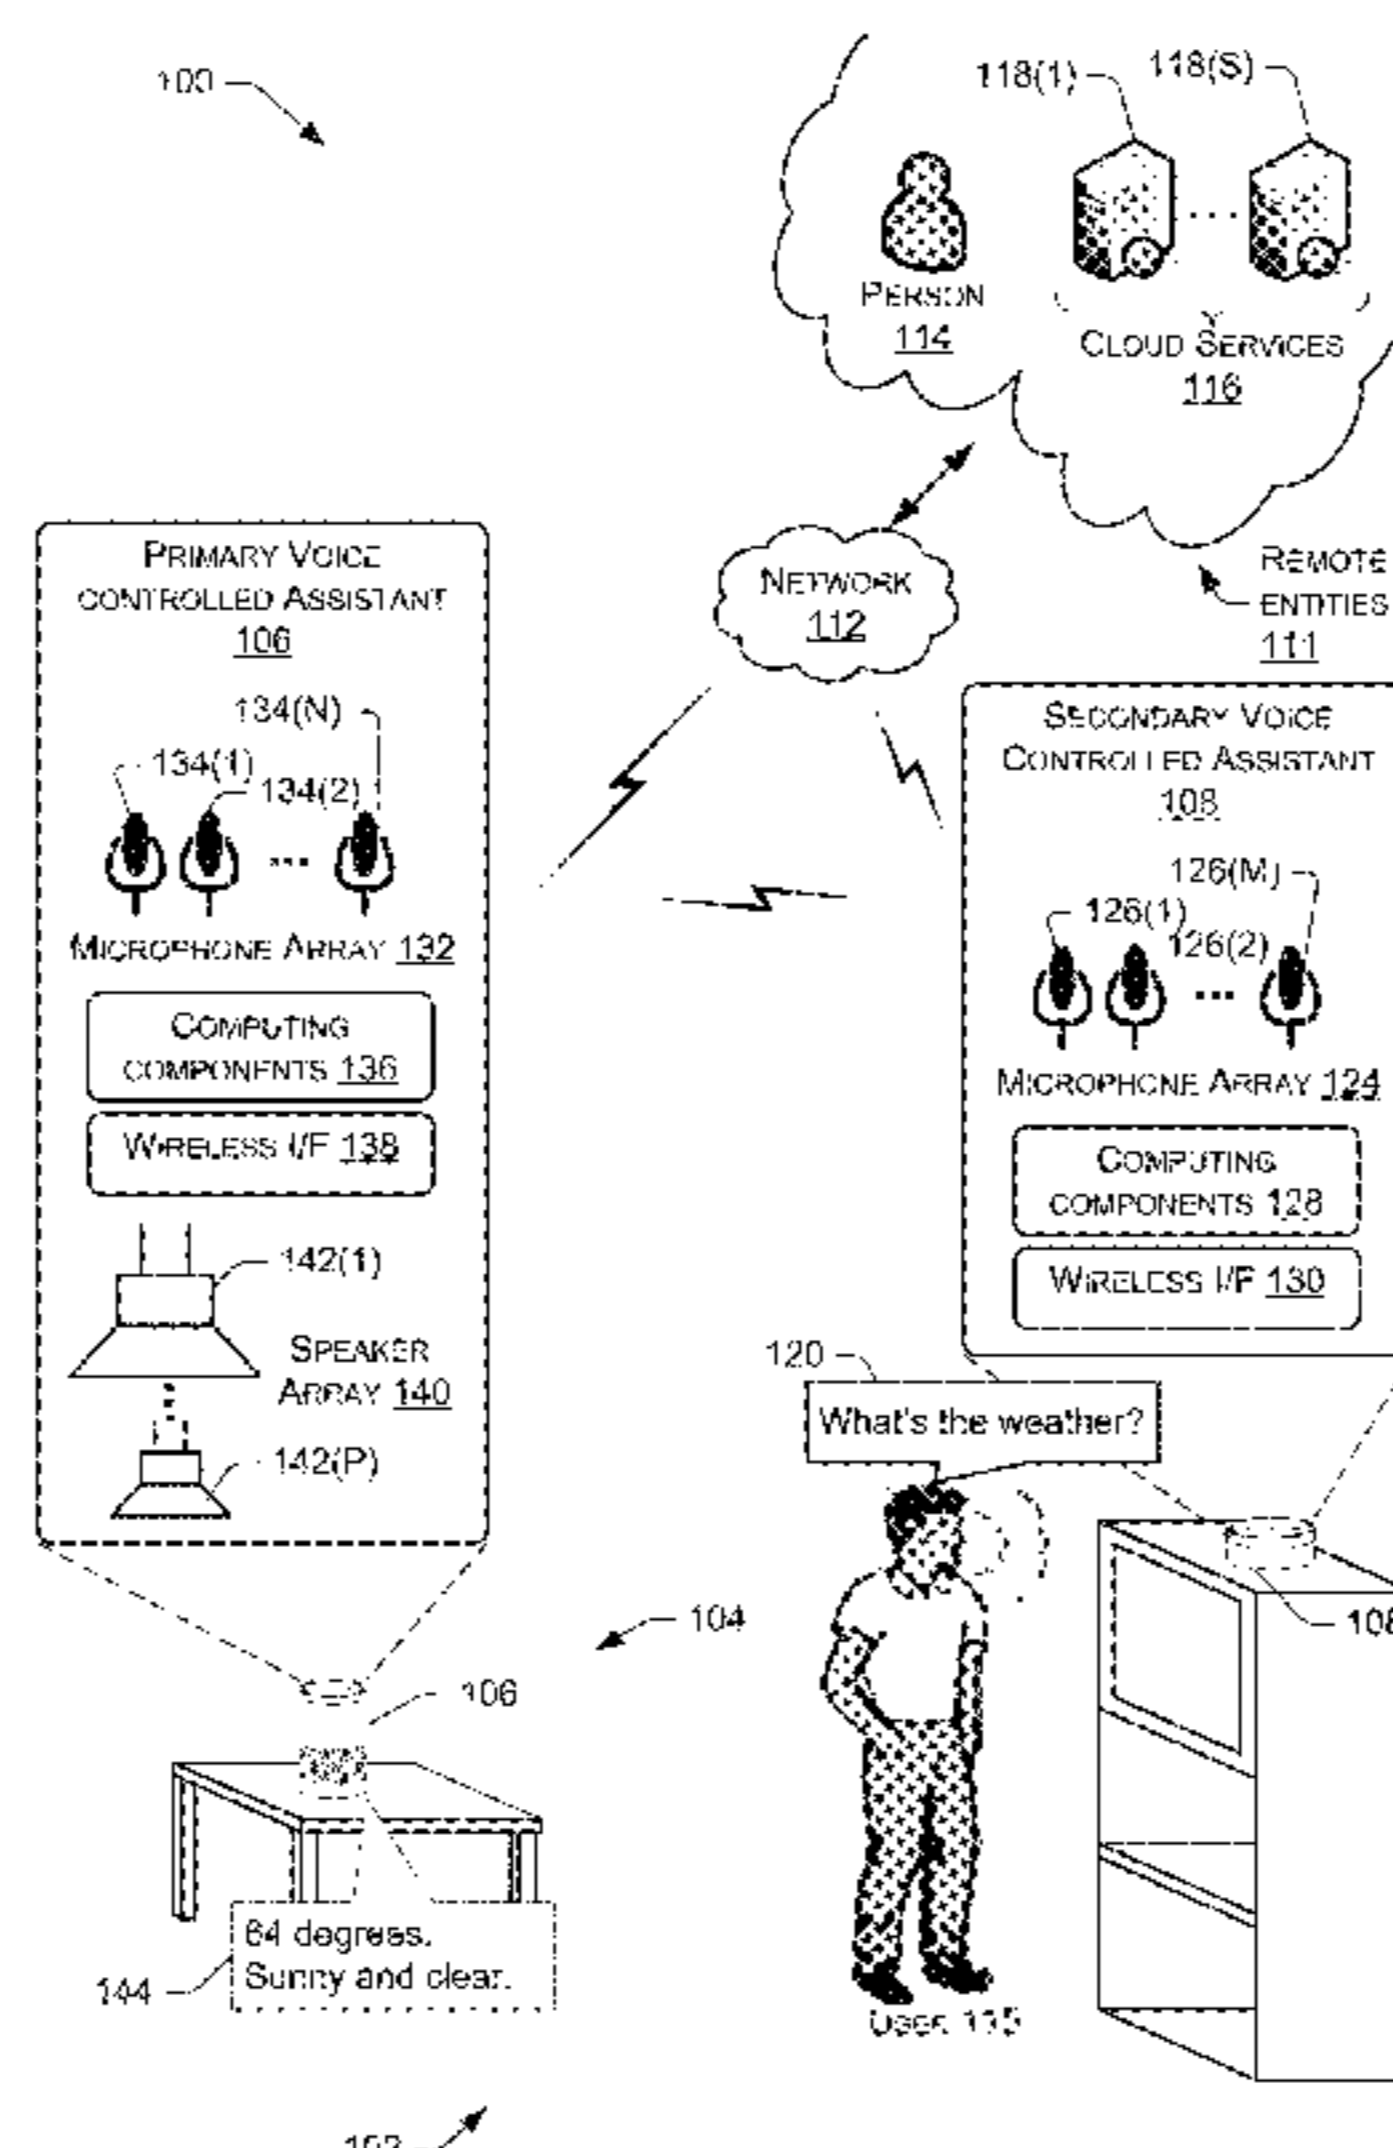 100
118(1)
118(S)
PERSON
114
CLOUD SERVICES
116
NETWORK
112
REMOTE
ENTITIES
111
PRIMARY VOICE
CONTROLLED ASSISTANT
106
134(N)
134(1)
134(2)
MICROPHONE ARRAY 132
COMPUTING
COMPONENTS 136
WIRELESS I/F 138
142(1)
SPEAKER
ARRAY 140
142(P)
SECONDARY VOICE
CONTROLLED ASSISTANT
108
126(M)
126(1)
126(2)
MICROPHONE ARRAY 124
COMPUTING
COMPONENTS 128
WIRELESS I/F 130
120
What's the weather?
104
106
108
64 degrees.
Sunny and clear.
144
User
102